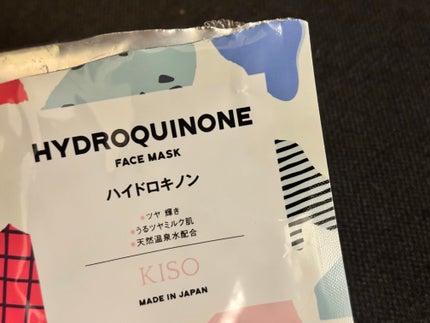 HYDROQUINONE
FACE MASK
ハイドロキノン
●ツヤ 輝き
●うるツヤミルク肌
●天然温泉水配合
KISO
MADE IN JAPAN